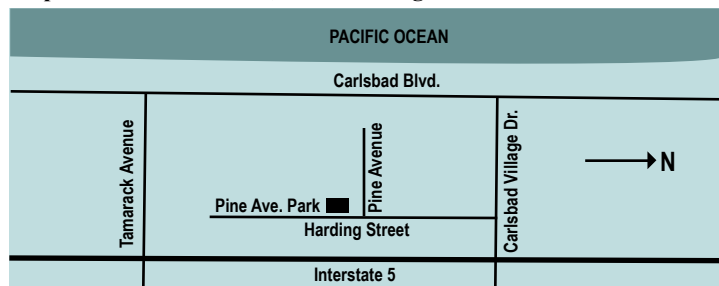 PACIFIC OCEAN
Carlsbad Blvd.
Tamarack Avenue
Pine Avenue
Carlsbad Village Dr.
N
Pine Ave. Park
Harding Street
Interstate 5